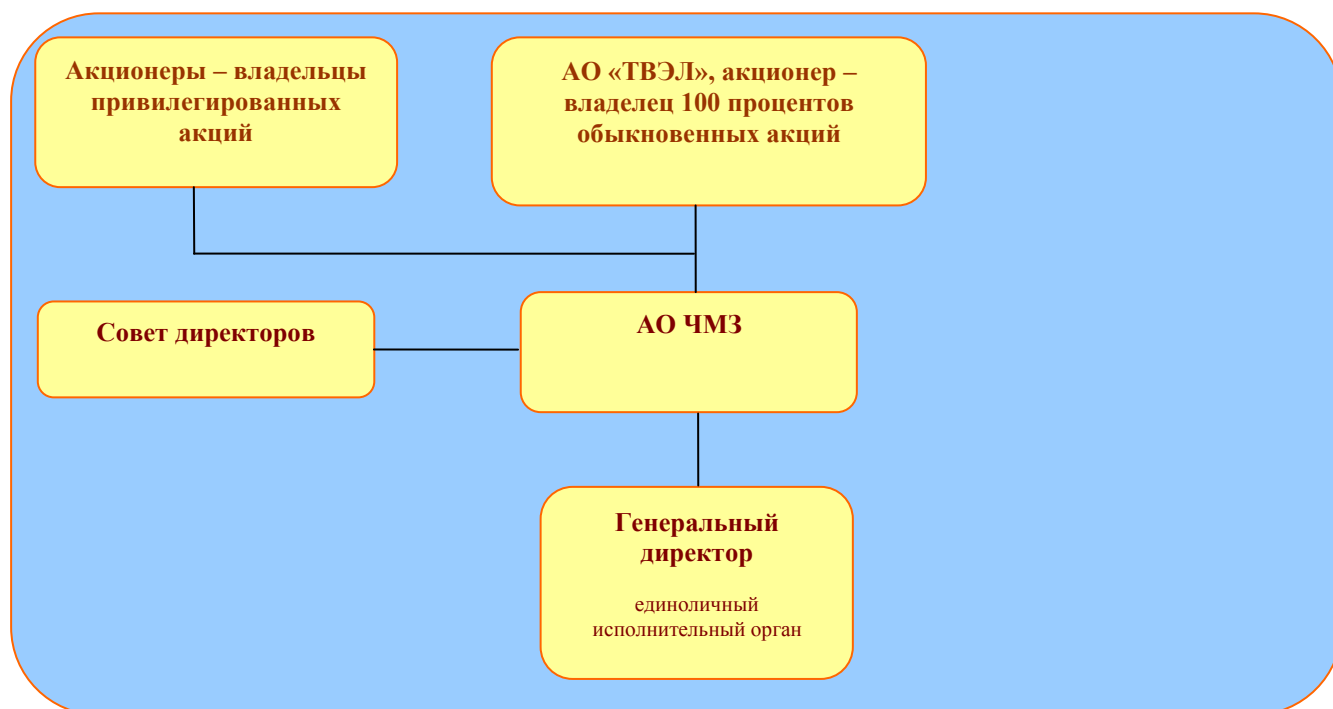 Акционеры – владельцы
привилегированных
акций
АО «ТВЭЛ», акционер –
владелец 100 процентов
обыкновенных акций
Совет директоров
АО ЧМЗ
Генеральный
директор
единоличный
исполнительный орган